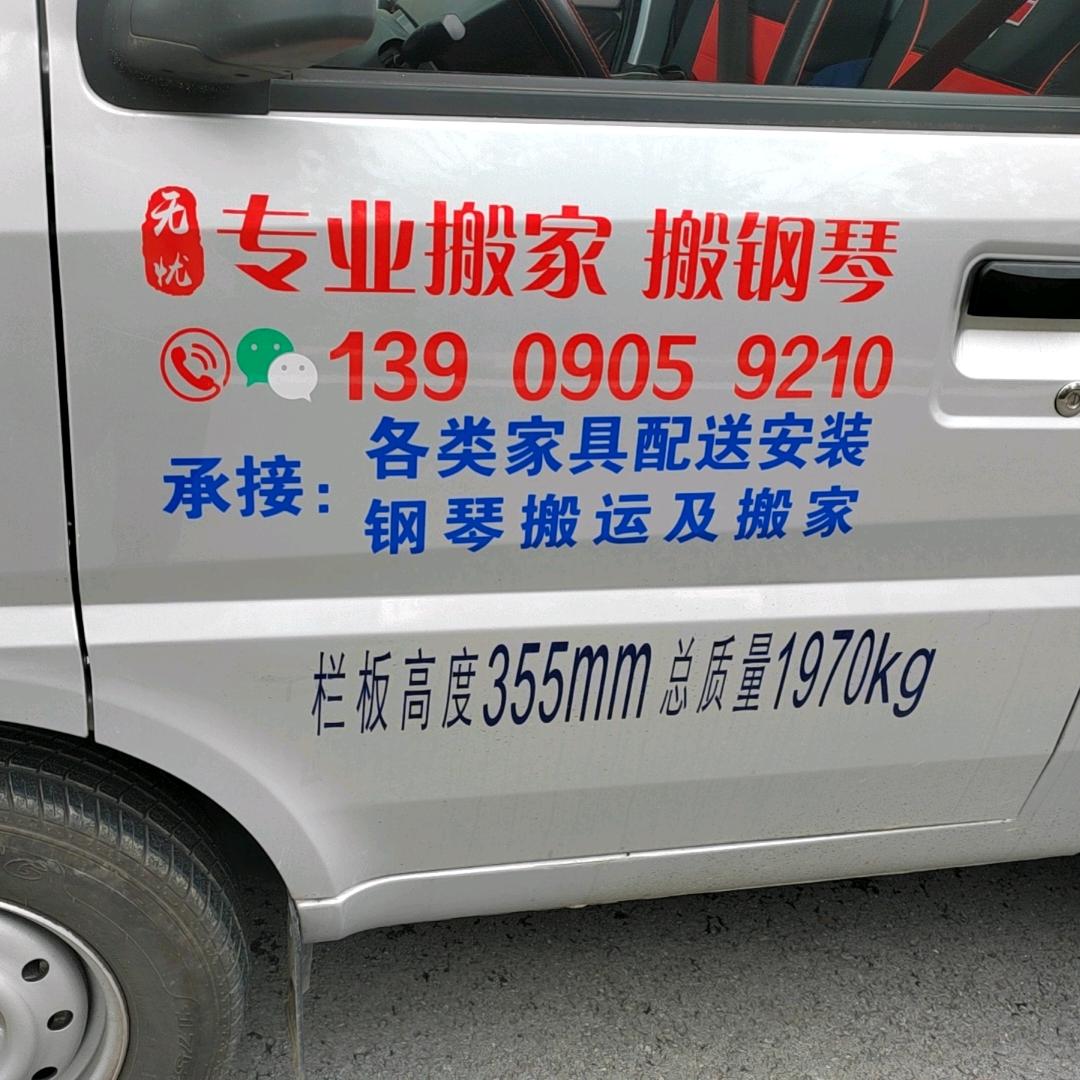 无忧 专业搬家 搬钢琴
139 0905 9210
承接: 各类家具配送安装
钢琴搬运及搬家
栏板高度355mm 总质量1970kg